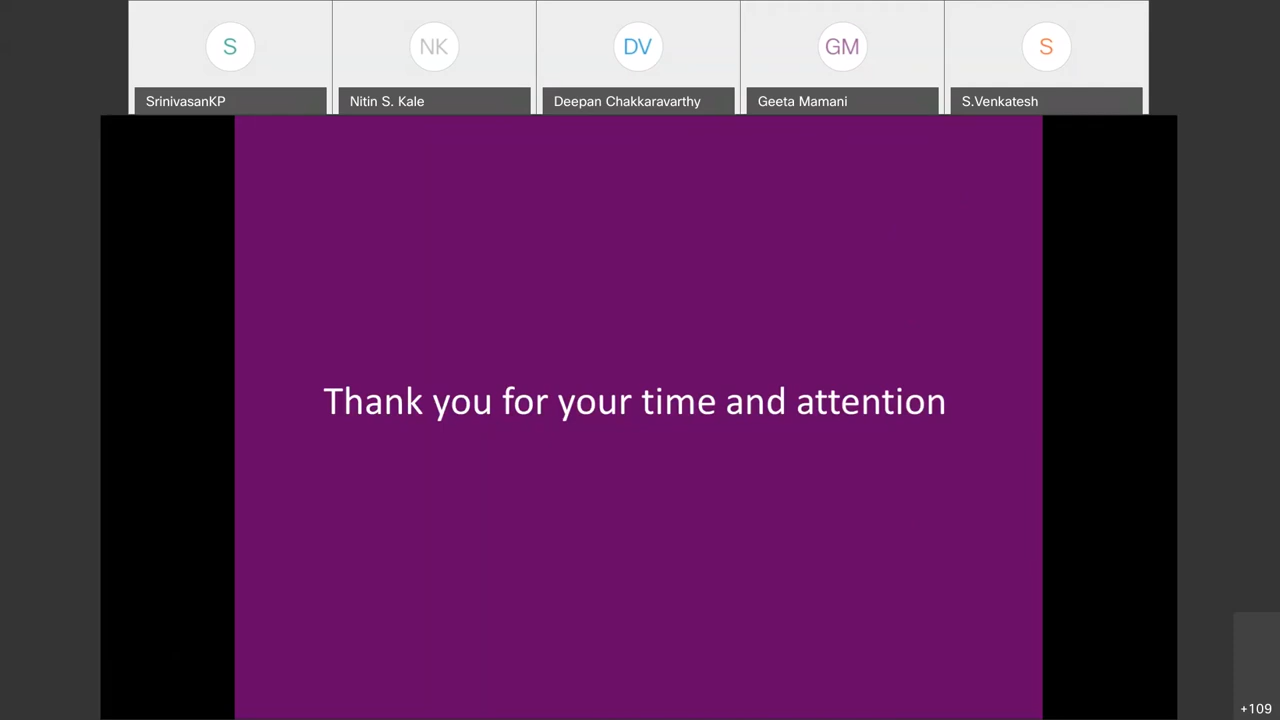 S
NK
DV
GM
S
SrinivasanKP
Nitin S. Kale
Deepan Chakkaravarthy
Geeta Mamani
S.Venkatesh
Thank you for your time and attention
+109